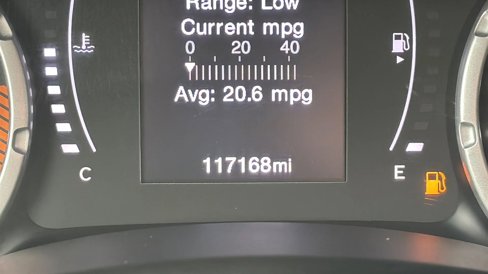 Range: Low
Current mpg
0 20 40
Avg: 20.6 mpg
117168mi
C
E